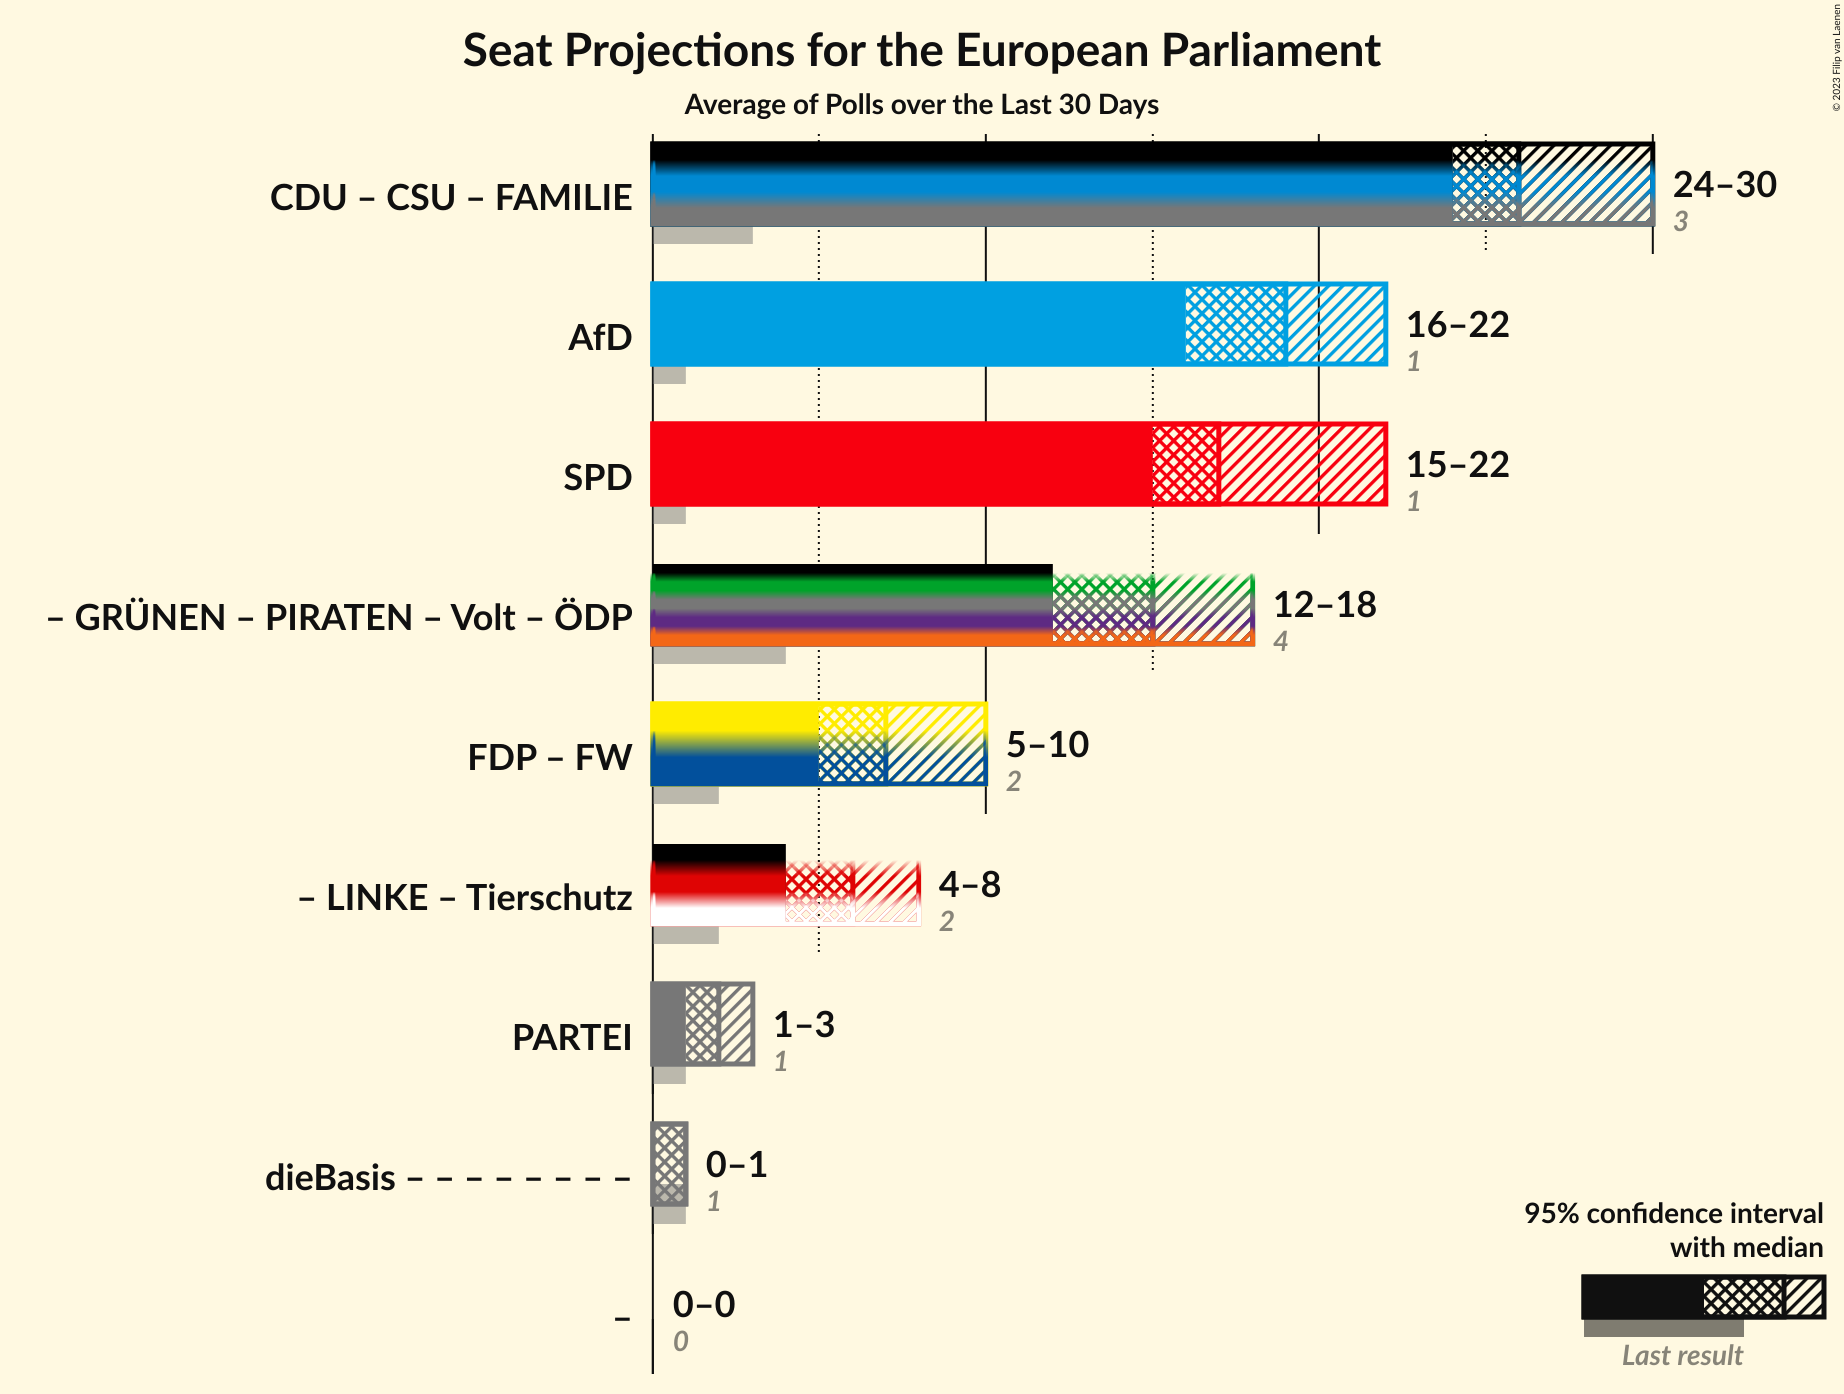 Seat Projections for the European Parliament
Average of Polls over the Last 30 Days
© 2023 Filip van Laenen
CDU – CSU – FAMILIE
24–30
3
AfD
16–22
1
SPD
15–22
1
– GRÜNEN – PIRATEN – Volt – ÖDP
12–18
4
FDP – FW
5–10
2
– LINKE – Tierschutz
4–8
2
PARTEI
1–3
1
dieBasis – – – – – – – –
0–1
1
–
0–0
0
95% confidence interval
with median
Last result